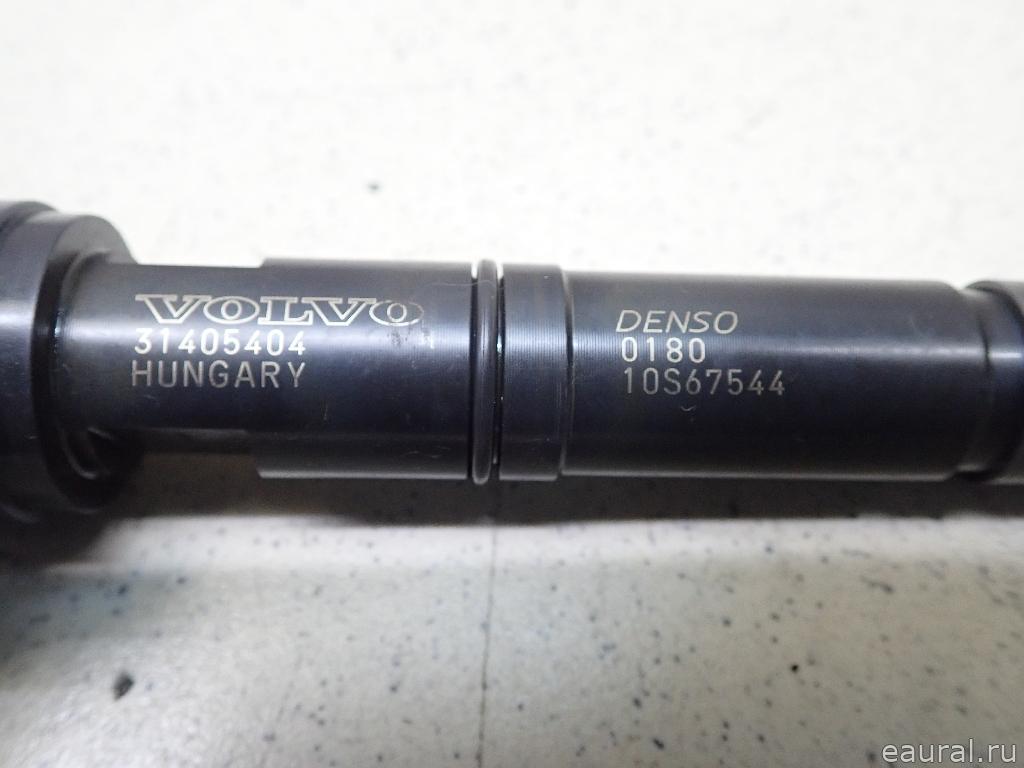 VOLVO
31405404
HUNGARY
DENSO
0180
10S67544
eaural.ru